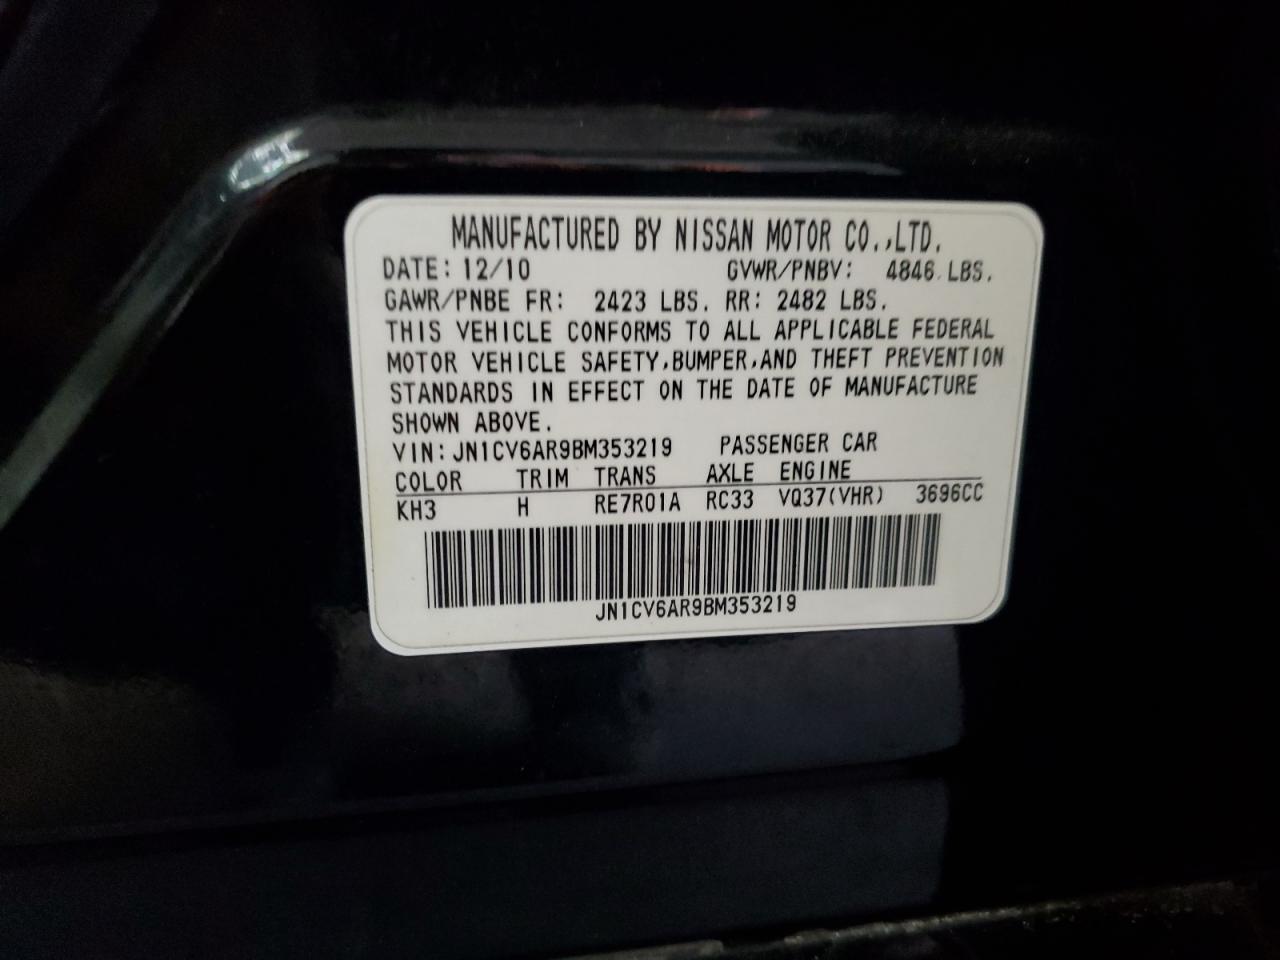 MANUFACTURED BY NISSAN MOTOR CO.,LTD.
DATE: 12/10 GVWR/PNBV: 4846 LBS.
GAWR/PNBE FR: 2423 LBS. RR: 2482 LBS.
THIS VEHICLE CONFORMS TO ALL APPLICABLE FEDERAL
MOTOR VEHICLE SAFETY,BUMPER,AND THEFT PREVENTION
STANDARDS IN EFFECT ON THE DATE OF MANUFACTURE
SHOWN ABOVE.
VIN: JN1CV6AR9BM353219 PASSENGER CAR
COLOR TRIM TRANS AXLE ENGINE
KH3 H RE7R01A RC33 VQ37(VHR) 3696CC
JN1CV6AR9BM353219